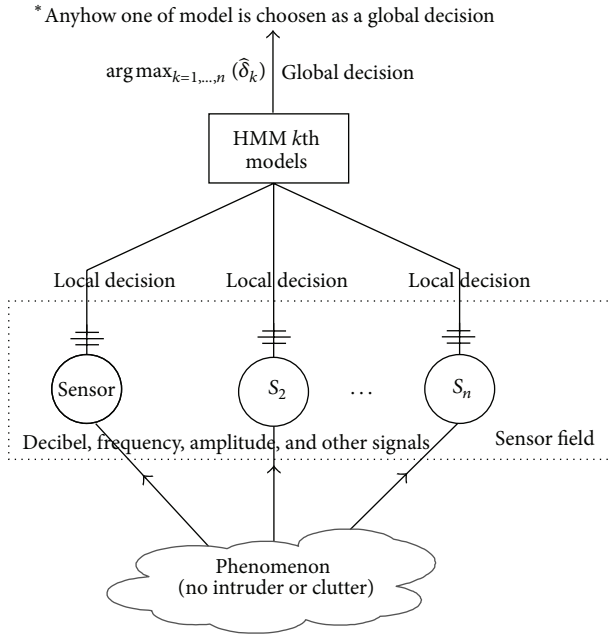 * Anyhow one of model is choosen as a global decision
arg max_{k=1,...,n} (δ̂_k) Global decision
HMM kth
models
Local decision Local decision Local decision
Sensor S_2 ... S_n
Decibel, frequency, amplitude, and other signals
Sensor field
Phenomenon
(no intruder or clutter)